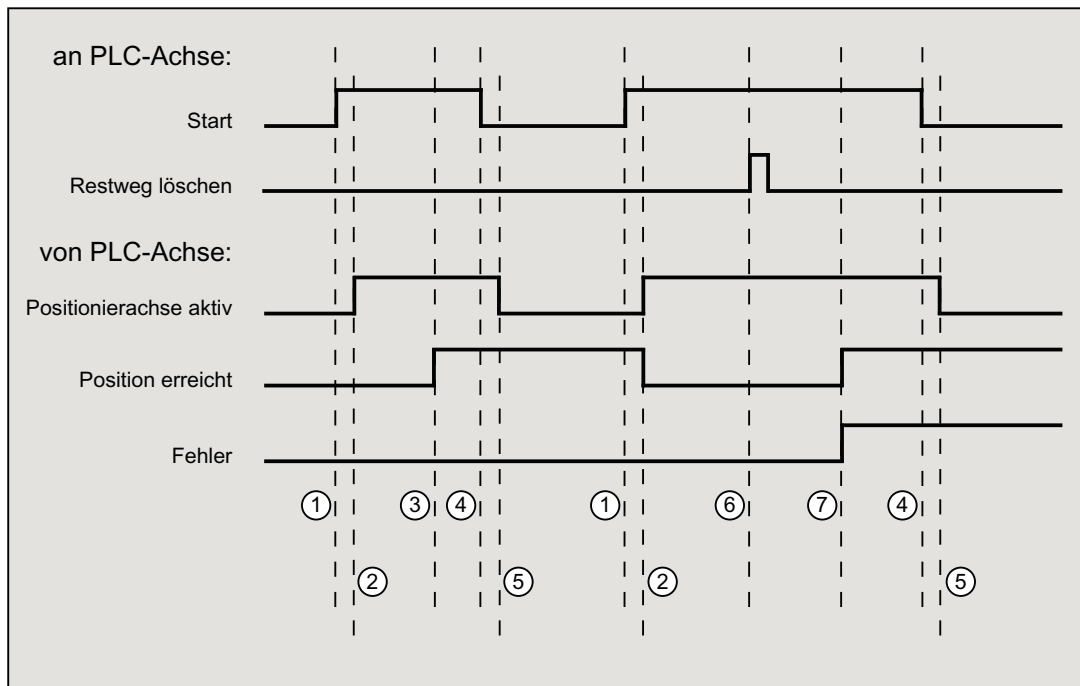 an PLC-Achse:
Start
Restweg löschen
von PLC-Achse:
Positionierachse aktiv
Position erreicht
Fehler
1 3 4 1 6 7 4
2 5 2 5